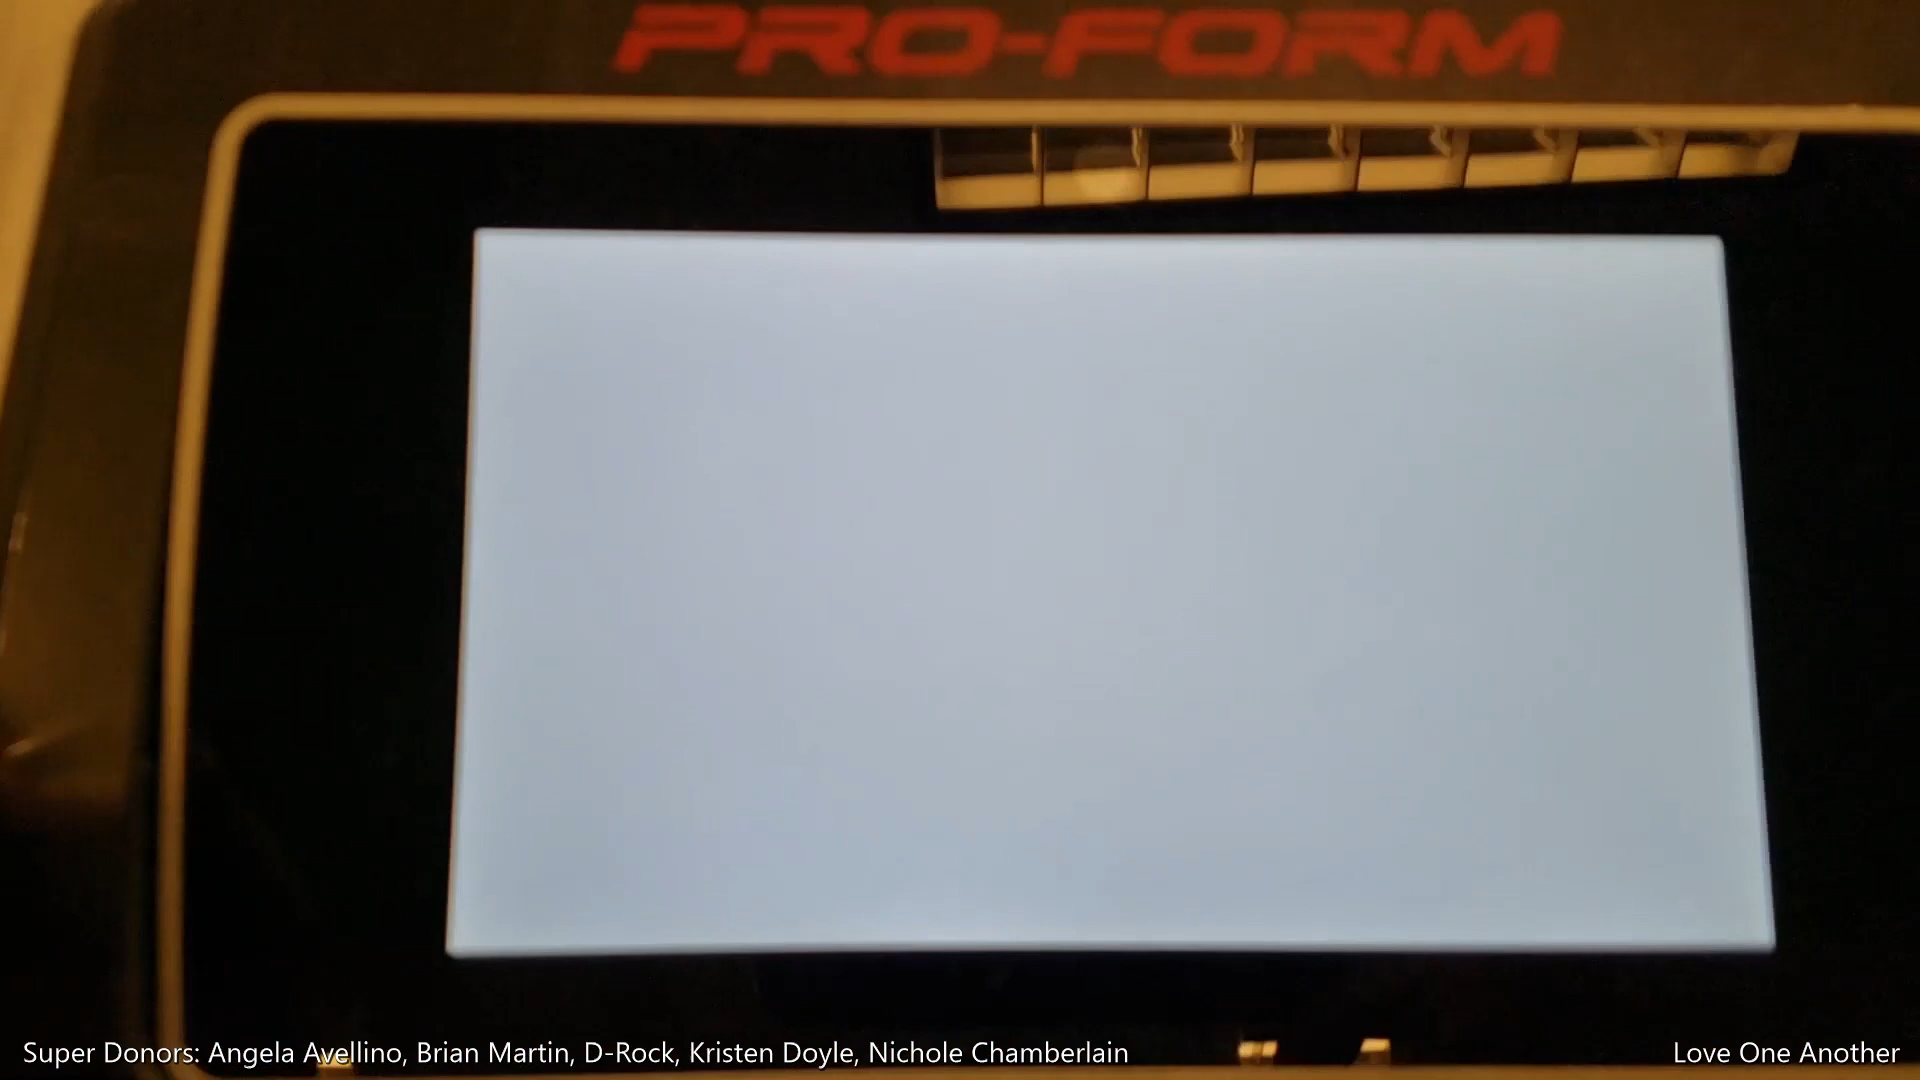 PRO-FORM
Super Donors: Angela Avellino, Brian Martin, D-Rock, Kristen Doyle, Nichole Chamberlain
Love One Another